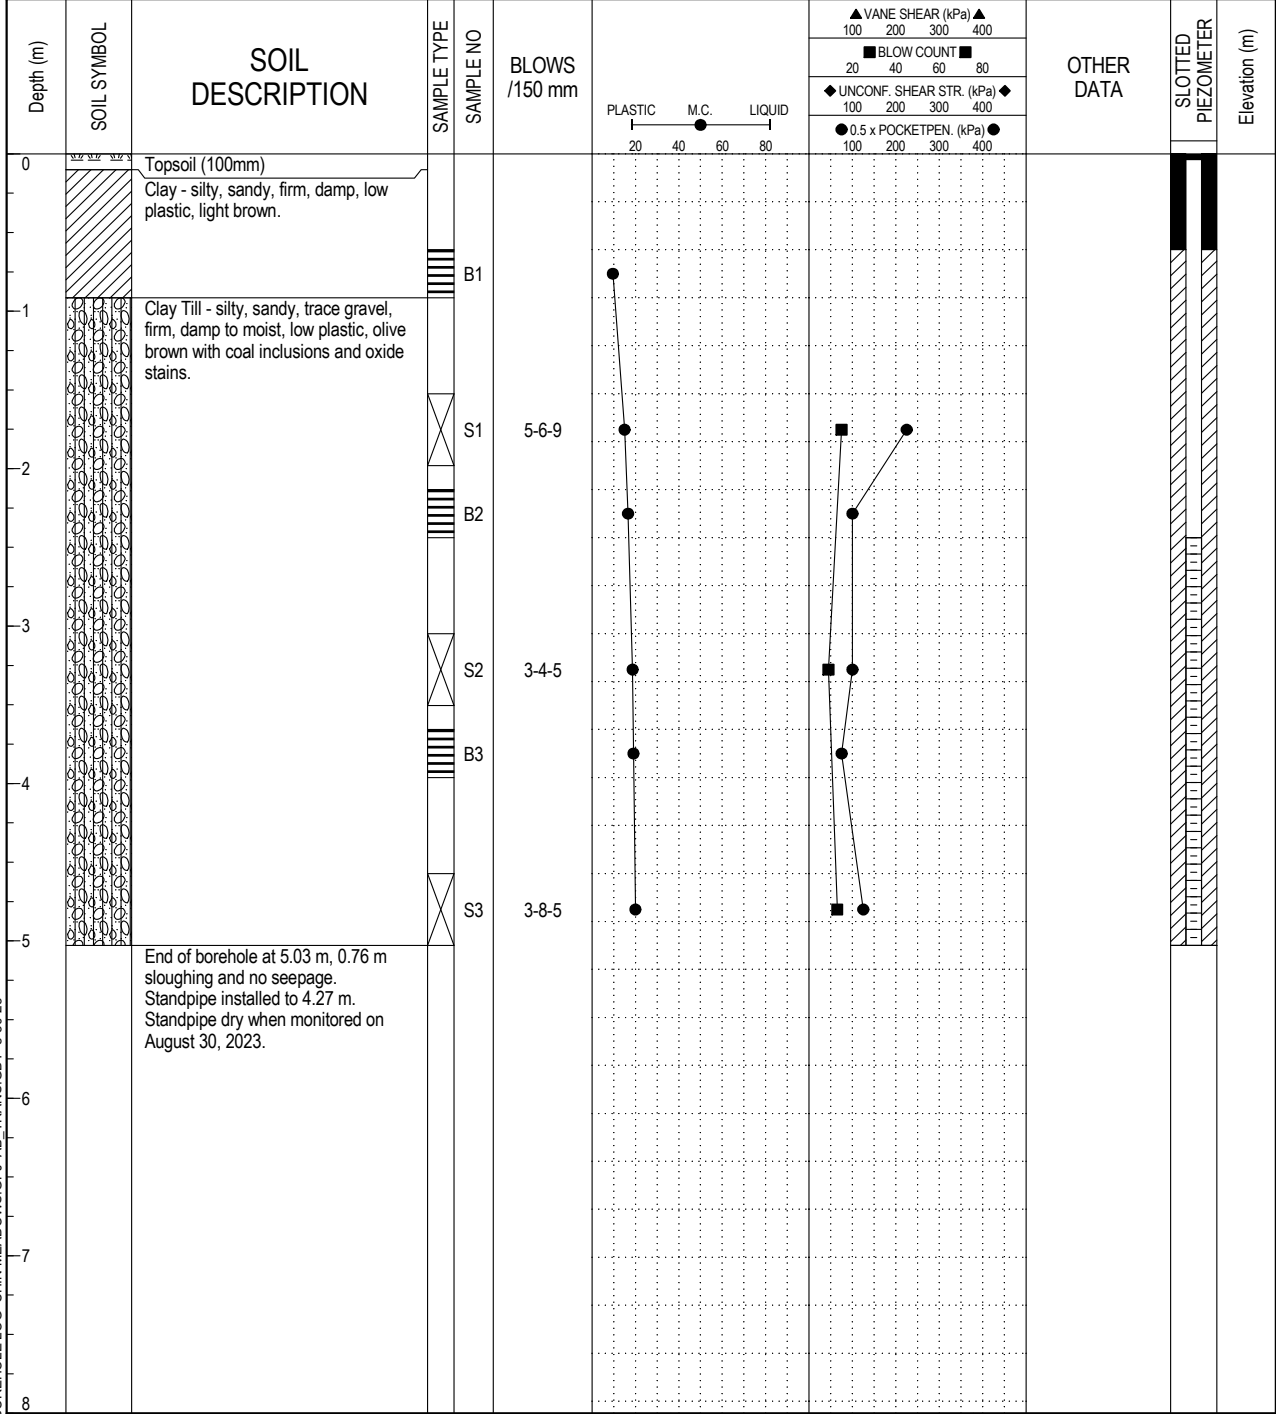 Depth (m)
SOIL SYMBOL
SOIL
DESCRIPTION
SAMPLE TYPE
SAMPLE NO
BLOWS
/150 mm
PLASTIC M.C. LIQUID
20 40 60 80
VANE SHEAR (kPa)
100 200 300 400
BLOW COUNT
20 40 60 80
UNCONF. SHEAR STR. (kPa)
100 200 300 400
0.5 x POCKETPEN. (kPa)
100 200 300 400
OTHER
DATA
SLOTTED
PIEZOMETER
Elevation (m)
0
Topsoil (100mm)
Clay - silty, sandy, firm, damp, low
plastic, light brown.
B1
1
Clay Till - silty, sandy, trace gravel,
firm, damp to moist, low plastic, olive
brown with coal inclusions and oxide
stains.
S1 5-6-9
2
B2
3
S2 3-4-5
B3
4
S3 3-8-5
5
End of borehole at 5.03 m, 0.76 m
sloughing and no seepage.
Standpipe installed to 4.27 m.
Standpipe dry when monitored on
August 30, 2023.
6
7
8